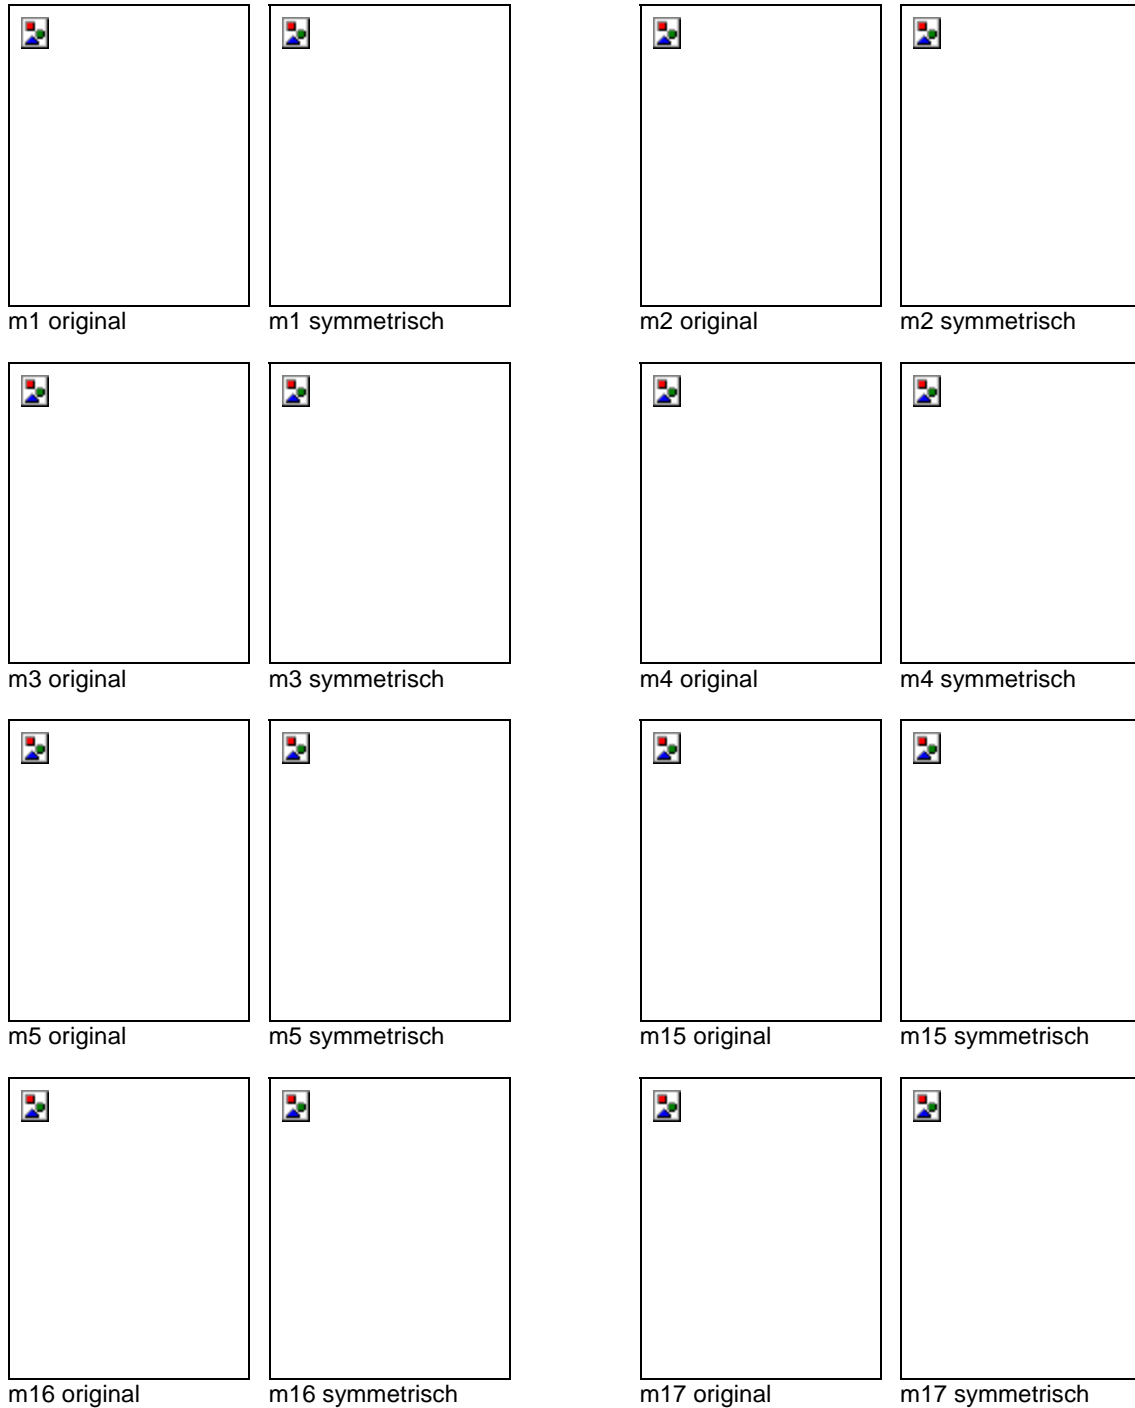 m1 original m1 symmetrisch m2 original m2 symmetrisch
m3 original m3 symmetrisch m4 original m4 symmetrisch
m5 original m5 symmetrisch m15 original m15 symmetrisch
m16 original m16 symmetrisch m17 original m17 symmetrisch